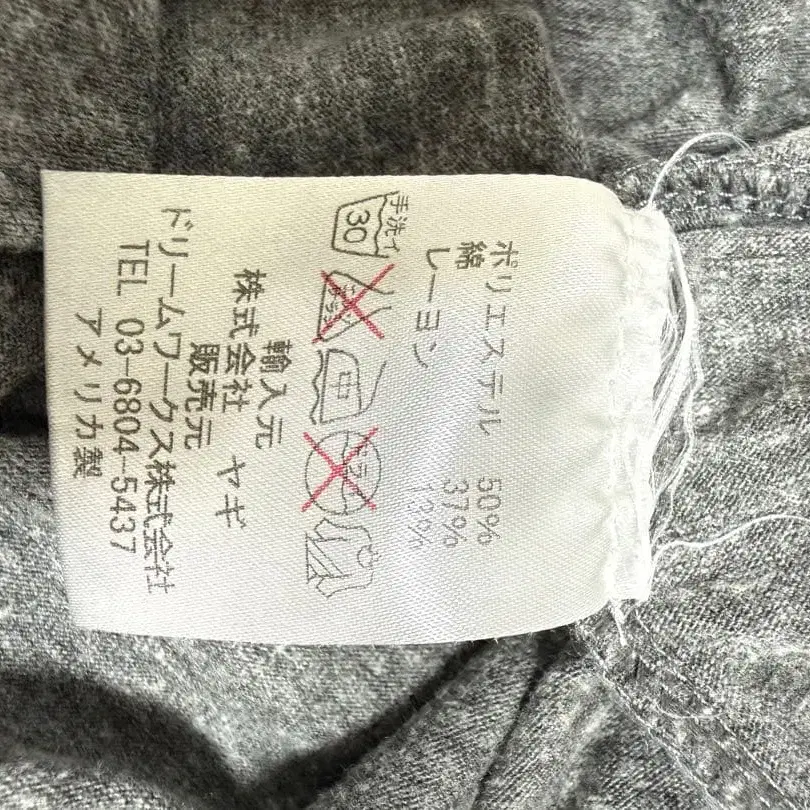 ポリエステル 50%
綿 37%
レーヨン 13%
手洗イ
30
輸入元
株式会社 ヤギ
販売元
ドリームワークス株式会社
TEL 03-6804-5437
アメリカ製